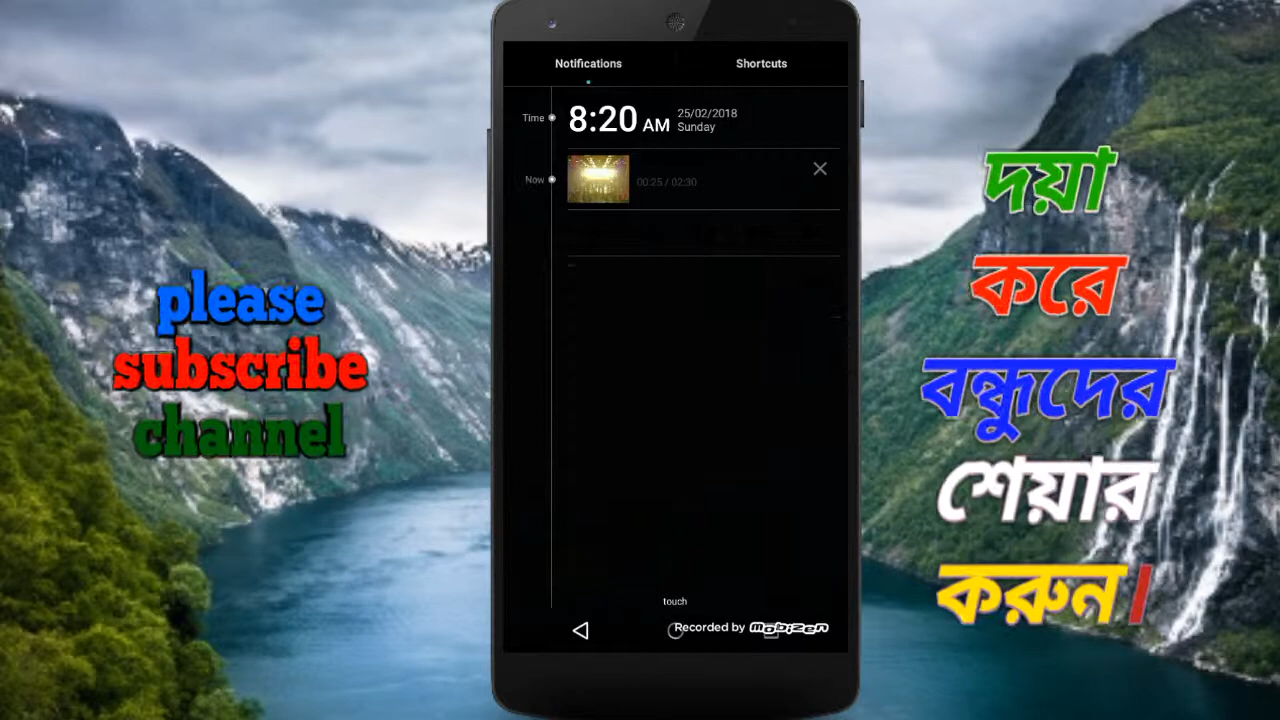 please
subscribe
channel
Notifications
Shortcuts
Time
8:20 AM
25/02/2018
Sunday
Now
00:25 / 02:30
touch
Recorded by mobizen
দয়া
করে
বন্ধুদের
শেয়ার
করুন।